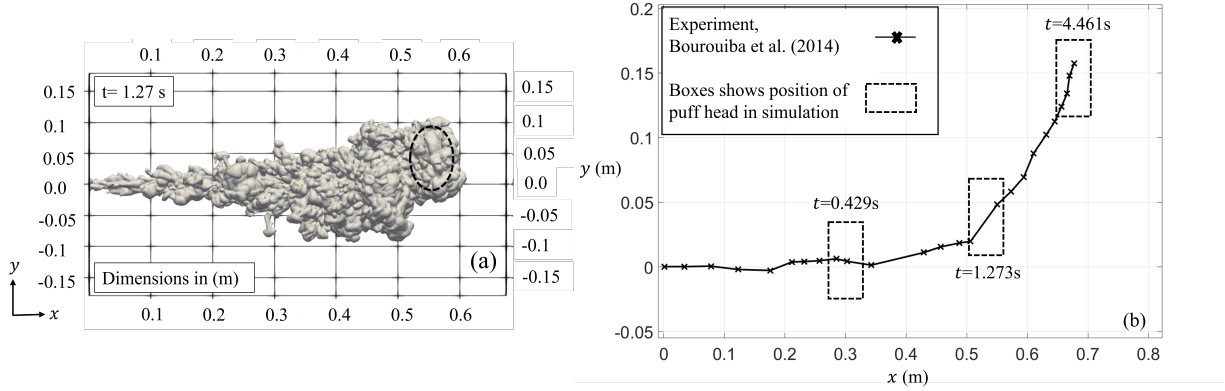 0.1 0.2 0.3 0.4 0.5 0.6
t= 1.27 s
0.15 0.15
0.1 0.1
0.05 0.05
0.0 0.0
-0.05 -0.05
-0.1 -0.1
-0.15 -0.15
(a)
Dimensions in (m)
y
x
0.1 0.2 0.3 0.4 0.5 0.6
0.2
0.15
0.1
0.05
0
-0.05
y (m)
Experiment,
Bourouiba et al. (2014)
Boxes shows position of
puff head in simulation
t=4.461s
t=0.429s
t=1.273s
(b)
0 0.1 0.2 0.3 0.4 0.5 0.6 0.7 0.8
x (m)